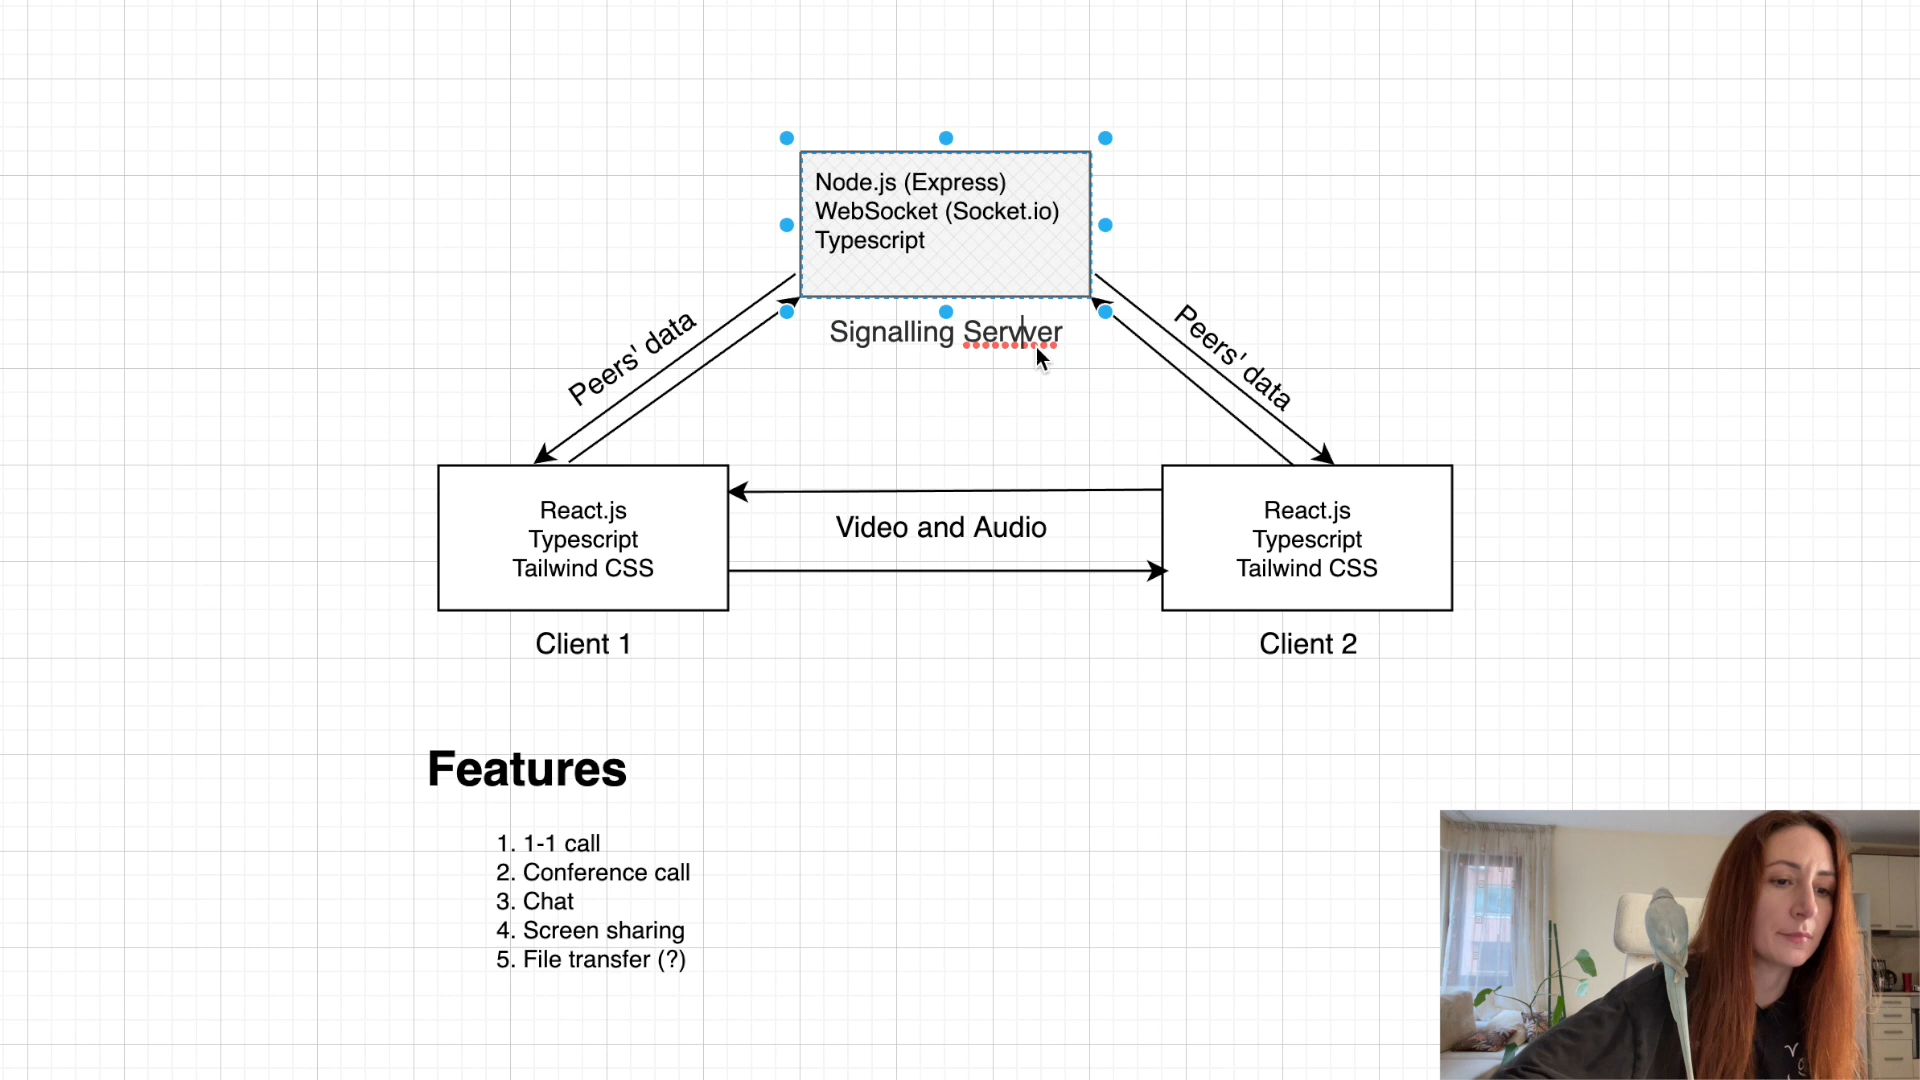 Node.js (Express)
WebSocket (Socket.io)
Typescript
Signalling Servver
Peers' data
Peers' data
React.js
Typescript
Tailwind CSS
Video and Audio
React.js
Typescript
Tailwind CSS
Client 1
Client 2
Features
1. 1-1 call
2. Conference call
3. Chat
4. Screen sharing
5. File transfer (?)